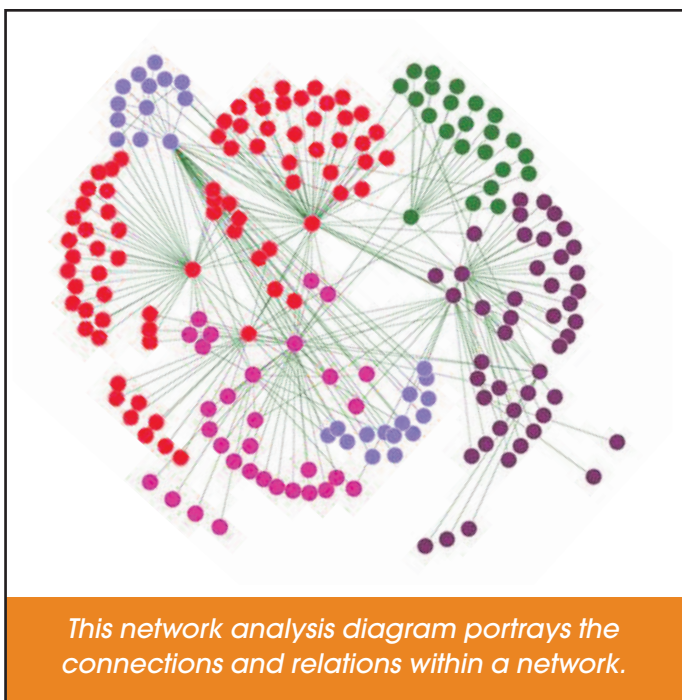 This network analysis diagram portrays the
connections and relations within a network.